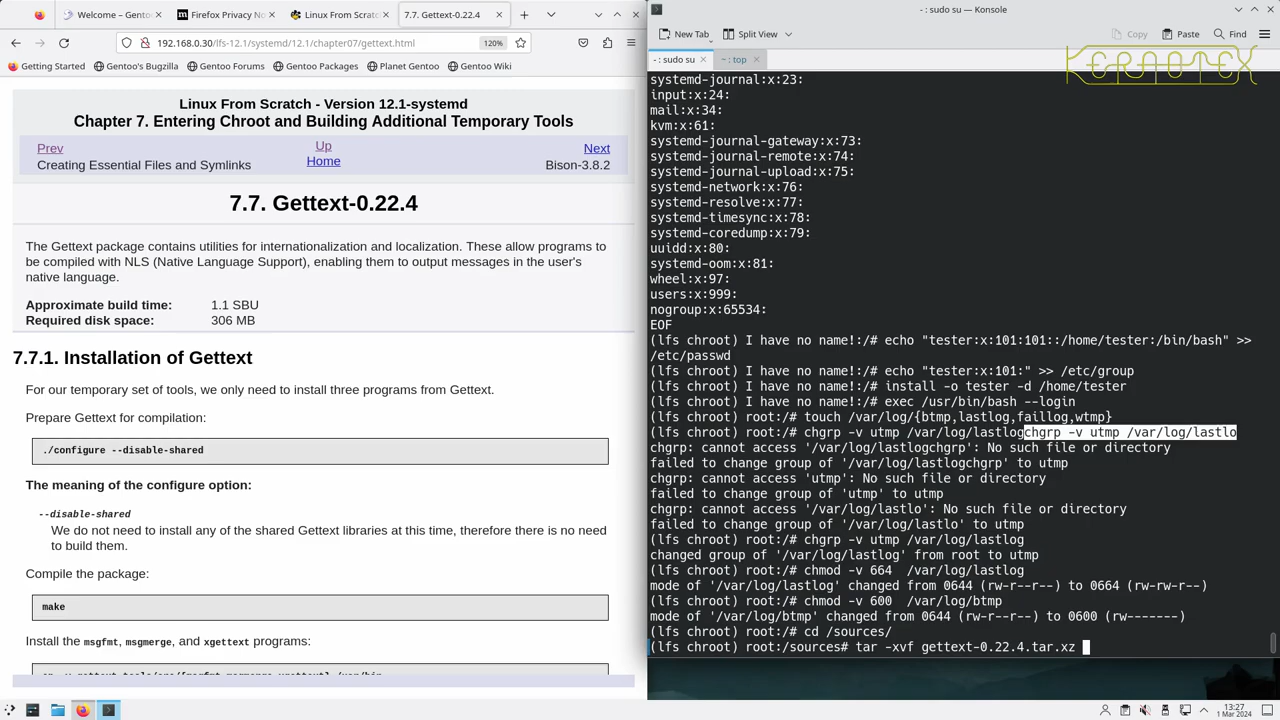 Welcome – Gentoo
Firefox Privacy No
Linux From Scratc
7.7. Gettext-0.22.4
192.168.0.30/lfs-12.1/systemd/12.1/chapter07/gettext.html
120%
Getting Started
Gentoo's Bugzilla
Gentoo Forums
Gentoo Packages
Planet Gentoo
Gentoo Wiki
Linux From Scratch - Version 12.1-systemd
Chapter 7. Entering Chroot and Building Additional Temporary Tools
Prev
Up
Next
Creating Essential Files and Symlinks
Home
Bison-3.8.2
7.7. Gettext-0.22.4
The Gettext package contains utilities for internationalization and localization. These allow programs to
be compiled with NLS (Native Language Support), enabling them to output messages in the user's
native language.
Approximate build time: 1.1 SBU
Required disk space: 306 MB
7.7.1. Installation of Gettext
For our temporary set of tools, we only need to install three programs from Gettext.
Prepare Gettext for compilation:
./configure --disable-shared
The meaning of the configure option:
--disable-shared
We do not need to install any of the shared Gettext libraries at this time, therefore there is no need
to build them.
Compile the package:
make
Install the msgfmt, msgmerge, and xgettext programs:
- : sudo su — Konsole
New Tab
Split View
Copy
Paste
Find
- : sudo su
- : top
KERNOTEX
systemd-journal:x:23:
input:x:24:
mail:x:34:
kvm:x:61:
systemd-journal-gateway:x:73:
systemd-journal-remote:x:74:
systemd-journal-upload:x:75:
systemd-network:x:76:
systemd-resolve:x:77:
systemd-timesync:x:78:
systemd-coredump:x:79:
uuidd:x:80:
systemd-oom:x:81:
wheel:x:97:
users:x:999:
nogroup:x:65534:
EOF
(lfs chroot) I have no name!:/# echo "tester:x:101:101::/home/tester:/bin/bash" >>
/etc/passwd
(lfs chroot) I have no name!:/# echo "tester:x:101:" >> /etc/group
(lfs chroot) I have no name!:/# install -o tester -d /home/tester
(lfs chroot) I have no name!:/# exec /usr/bin/bash --login
(lfs chroot) root:/# touch /var/log/{btmp,lastlog,faillog,wtmp}
(lfs chroot) root:/# chgrp -v utmp /var/log/lastlogchgrp -v utmp /var/log/lastlo
chgrp: cannot access '/var/log/lastlogchgrp': No such file or directory
failed to change group of '/var/log/lastlogchgrp' to utmp
chgrp: cannot access 'utmp': No such file or directory
failed to change group of 'utmp' to utmp
chgrp: cannot access '/var/log/lastlo': No such file or directory
failed to change group of '/var/log/lastlo' to utmp
(lfs chroot) root:/# chgrp -v utmp /var/log/lastlog
changed group of '/var/log/lastlog' from root to utmp
(lfs chroot) root:/# chmod -v 664  /var/log/lastlog
mode of '/var/log/lastlog' changed from 0644 (rw-r--r--) to 0664 (rw-rw-r--)
(lfs chroot) root:/# chmod -v 600  /var/log/btmp
mode of '/var/log/btmp' changed from 0644 (rw-r--r--) to 0600 (rw-------)
(lfs chroot) root:/# cd /sources/
(lfs chroot) root:/sources# tar -xvf gettext-0.22.4.tar.xz
13:27
1 Mar 2024